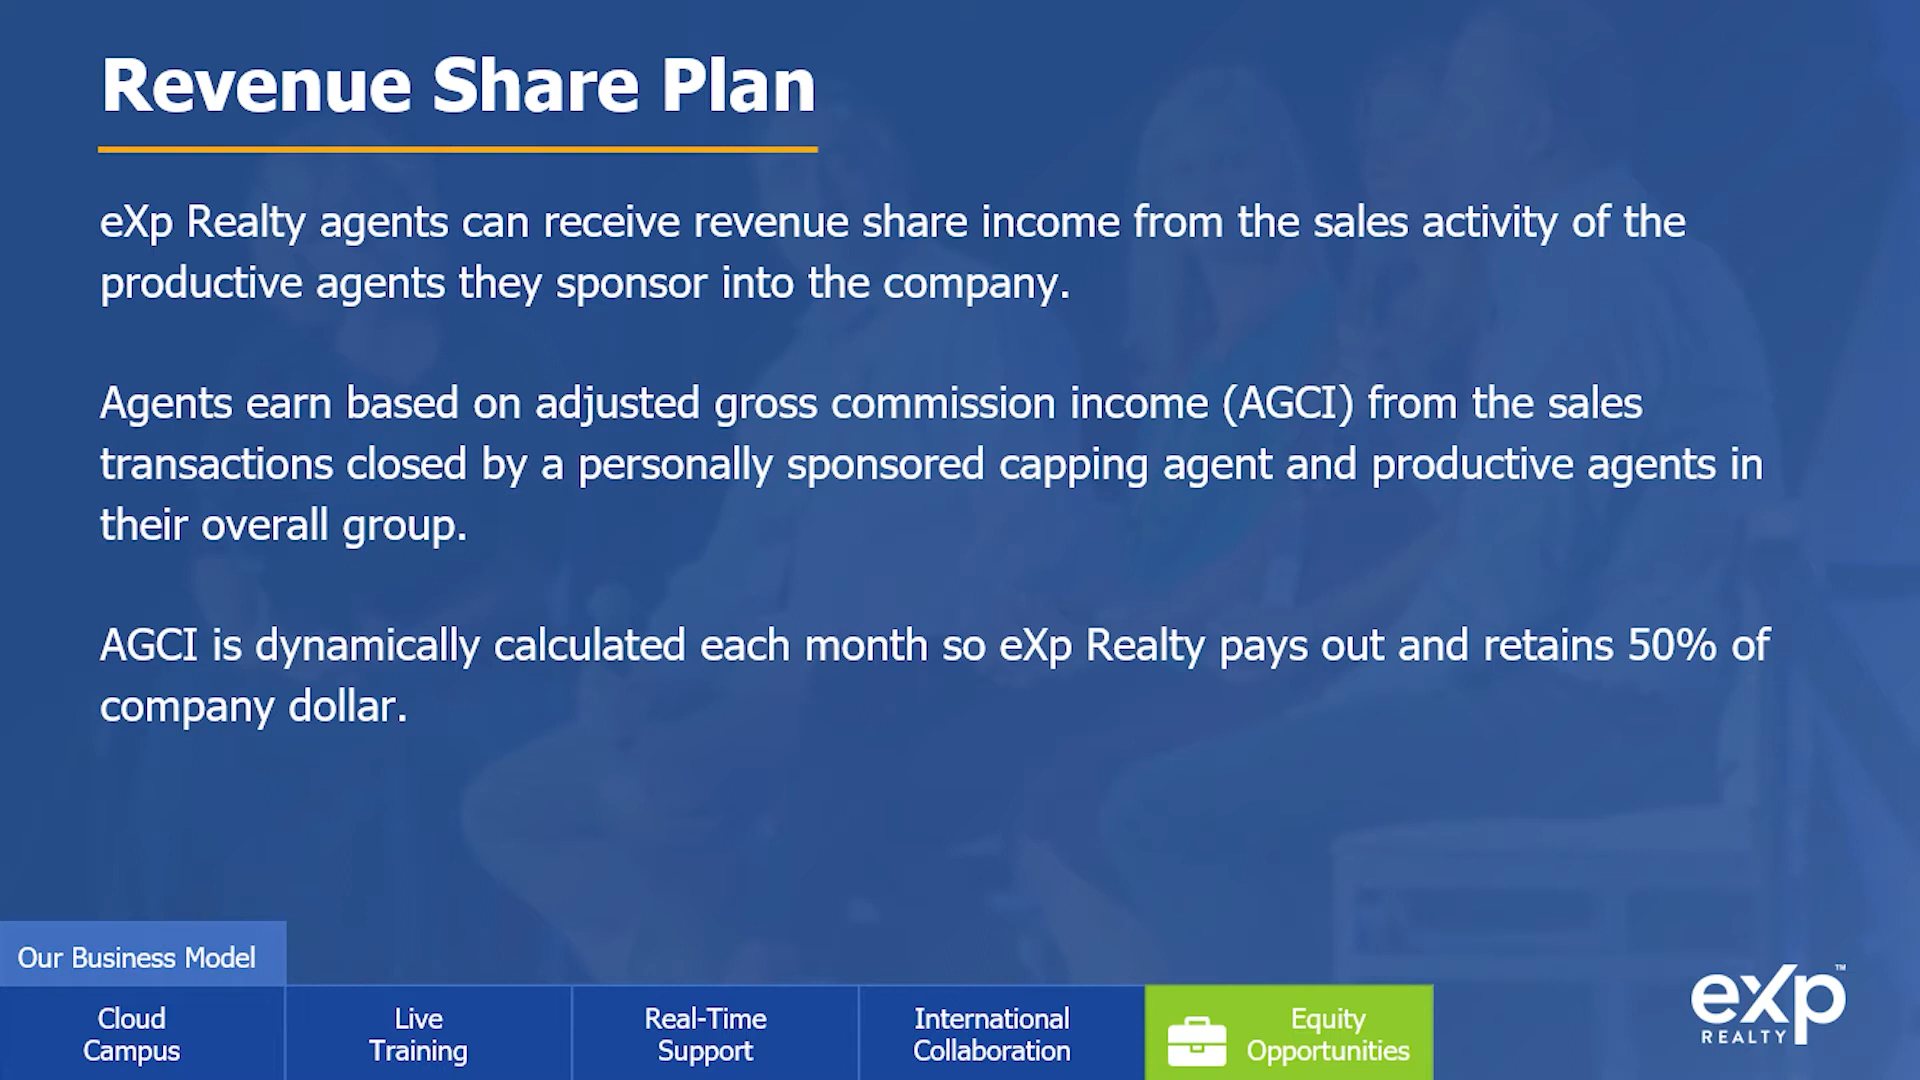 Revenue Share Plan
eXp Realty agents can receive revenue share income from the sales activity of the
productive agents they sponsor into the company.
Agents earn based on adjusted gross commission income (AGCI) from the sales
transactions closed by a personally sponsored capping agent and productive agents in
their overall group.
AGCI is dynamically calculated each month so eXp Realty pays out and retains 50% of
company dollar.
Our Business Model
Cloud
Campus
Live
Training
Real-Time
Support
International
Collaboration
Equity
Opportunities
eXp™
REALTY